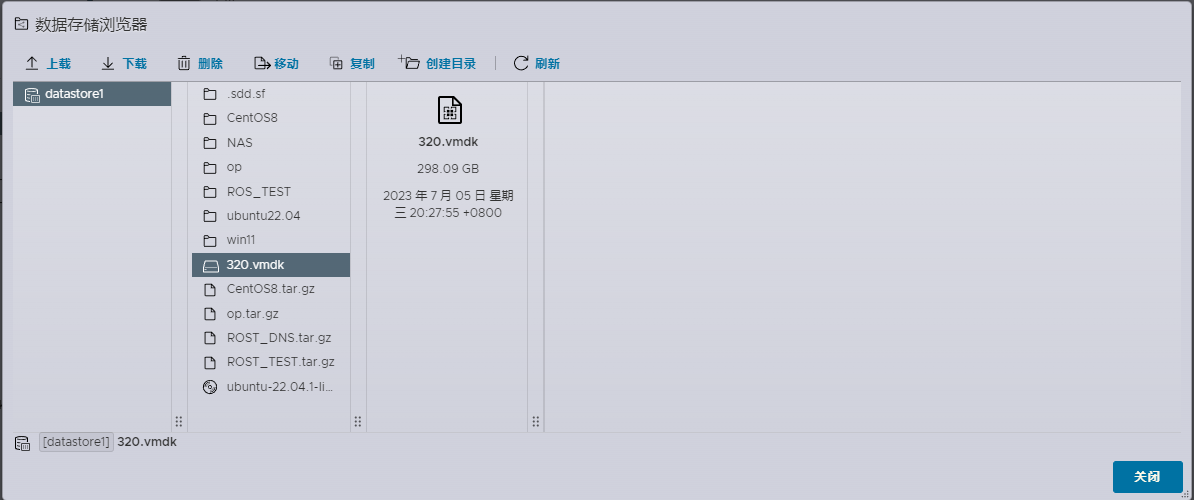 数据存储浏览器
上载 下载 删除 移动 复制 创建目录 刷新
datastore1
.sdd.sf
CentOS8
NAS
op
ROS_TEST
ubuntu22.04
win11
320.vmdk
CentOS8.tar.gz
op.tar.gz
ROST_DNS.tar.gz
ROST_TEST.tar.gz
ubuntu-22.04.1-li...
320.vmdk
298.09 GB
2023 年 7 月 05 日 星期
三 20:27:55 +0800
[datastore1] 320.vmdk
关闭